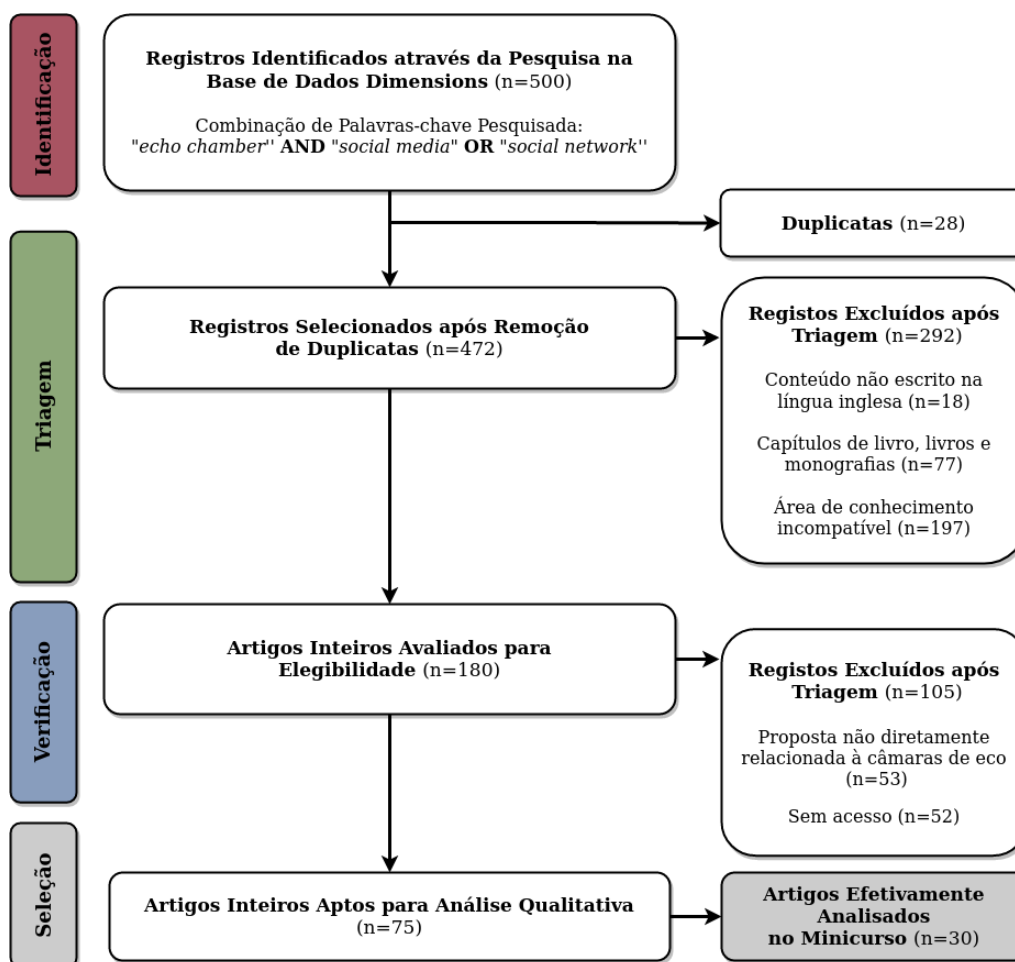 Identificação
Registros Identificados através da Pesquisa na
Base de Dados Dimensions (n=500)
Combinação de Palavras-chave Pesquisada:
"echo chamber'' AND "social media" OR "social network''
Duplicatas (n=28)
Triagem
Registros Selecionados após Remoção
de Duplicatas (n=472)
Registos Excluídos após
Triagem (n=292)
Conteúdo não escrito na
língua inglesa (n=18)
Capítulos de livro, livros e
monografias (n=77)
Área de conhecimento
incompatível (n=197)
Verificação
Artigos Inteiros Avaliados para
Elegibilidade (n=180)
Registos Excluídos após
Triagem (n=105)
Proposta não diretamente
relacionada à câmaras de eco
(n=53)
Sem acesso (n=52)
Seleção
Artigos Inteiros Aptos para Análise Qualitativa
(n=75)
Artigos Efetivamente
Analisados
no Minicurso (n=30)